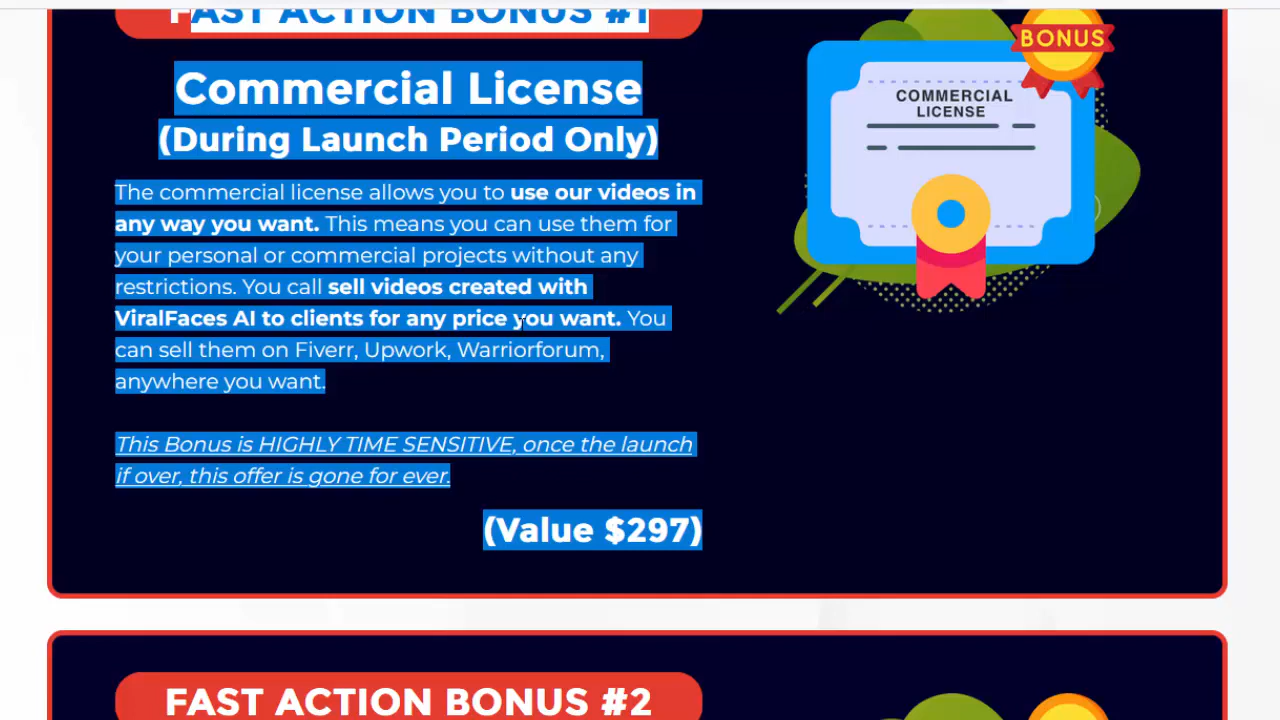 FAST ACTION BONUS #1
Commercial License
(During Launch Period Only)
The commercial license allows you to use our videos in
any way you want. This means you can use them for
your personal or commercial projects without any
restrictions. You call sell videos created with
ViralFaces AI to clients for any price you want. You
can sell them on Fiverr, Upwork, Warriorforum,
anywhere you want.
This Bonus is HIGHLY TIME SENSITIVE, once the launch
if over, this offer is gone for ever.
(Value $297)
BONUS
COMMERCIAL
LICENSE
FAST ACTION BONUS #2